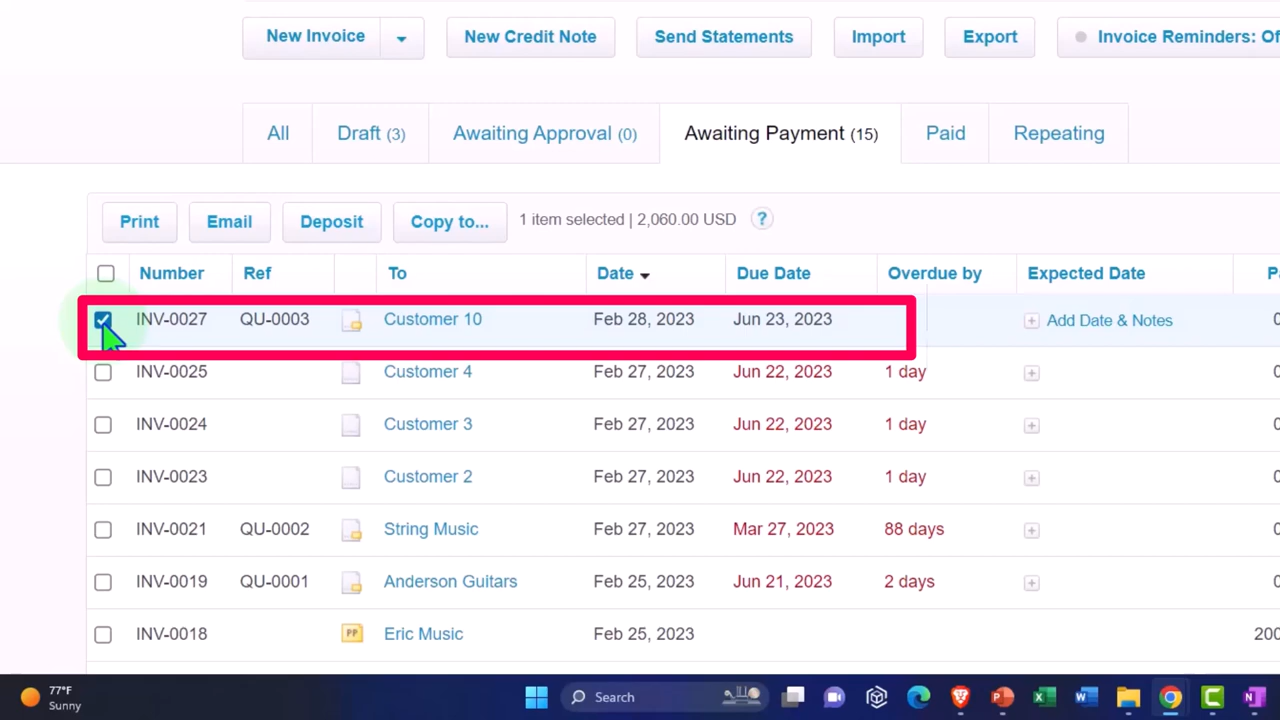 New Invoice New Credit Note Send Statements Import Export Invoice Reminders: Of
All Draft (3) Awaiting Approval (0) Awaiting Payment (15) Paid Repeating
Print Email Deposit Copy to... 1 item selected | 2,060.00 USD ?
Number Ref To Date Due Date Overdue by Expected Date Pa
INV-0027 QU-0003 Customer 10 Feb 28, 2023 Jun 23, 2023 Add Date & Notes 0
INV-0025 Customer 4 Feb 27, 2023 Jun 22, 2023 1 day 0
INV-0024 Customer 3 Feb 27, 2023 Jun 22, 2023 1 day 0
INV-0023 Customer 2 Feb 27, 2023 Jun 22, 2023 1 day 0
INV-0021 QU-0002 String Music Feb 27, 2023 Mar 27, 2023 88 days 0
INV-0019 QU-0001 Anderson Guitars Feb 25, 2023 Jun 21, 2023 2 days 0
INV-0018 PP Eric Music Feb 25, 2023 200
77°F
Sunny
Search